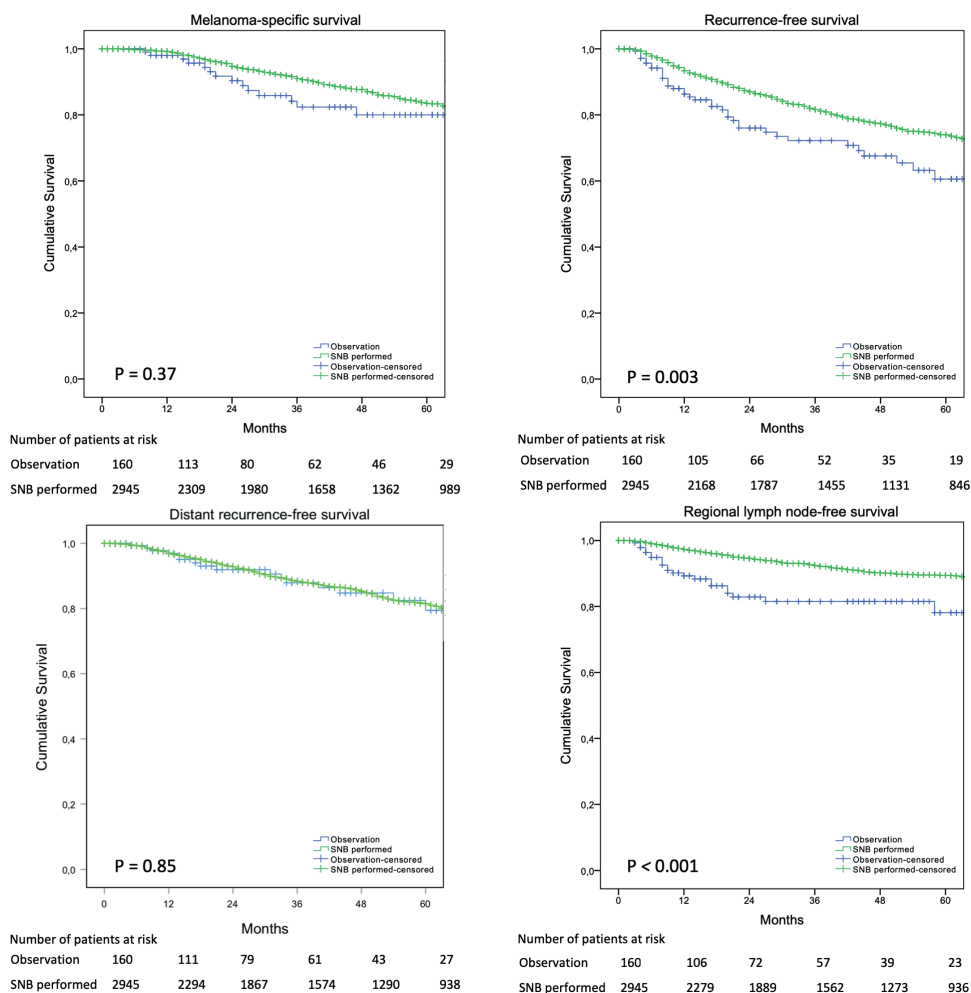 Melanoma-specific survival
1,0
0,8
0,6
0,4
0,2
0,0
Cumulative Survival
Observation
SNB performed
Observation-censored
SNB performed-censored
P = 0.37
0 12 24 36 48 60
Months
Number of patients at risk
Observation 160 113 80 62 46 29
SNB performed 2945 2309 1980 1658 1362 989
Recurrence-free survival
1,0
0,8
0,6
0,4
0,2
0,0
Cumulative Survival
Observation
SNB performed
Observation-censored
SNB performed-censored
P = 0.003
0 12 24 36 48 60
Months
Number of patients at risk
Observation 160 105 66 52 35 19
SNB performed 2945 2168 1787 1455 1131 846
Distant recurrence-free survival
1,0
0,8
0,6
0,4
0,2
0,0
Cumulative Survival
Observation
SNB performed
Observation-censored
SNB performed-censored
P = 0.85
0 12 24 36 48 60
Months
Number of patients at risk
Observation 160 111 79 61 43 27
SNB performed 2945 2294 1867 1574 1290 938
Regional lymph node-free survival
1,0
0,8
0,6
0,4
0,2
0,0
Cumulative Survival
Observation
SNB performed
Observation-censored
SNB performed-censored
P < 0.001
0 12 24 36 48 60
Months
Number of patients at risk
Observation 160 106 72 57 39 23
SNB performed 2945 2279 1889 1562 1273 936